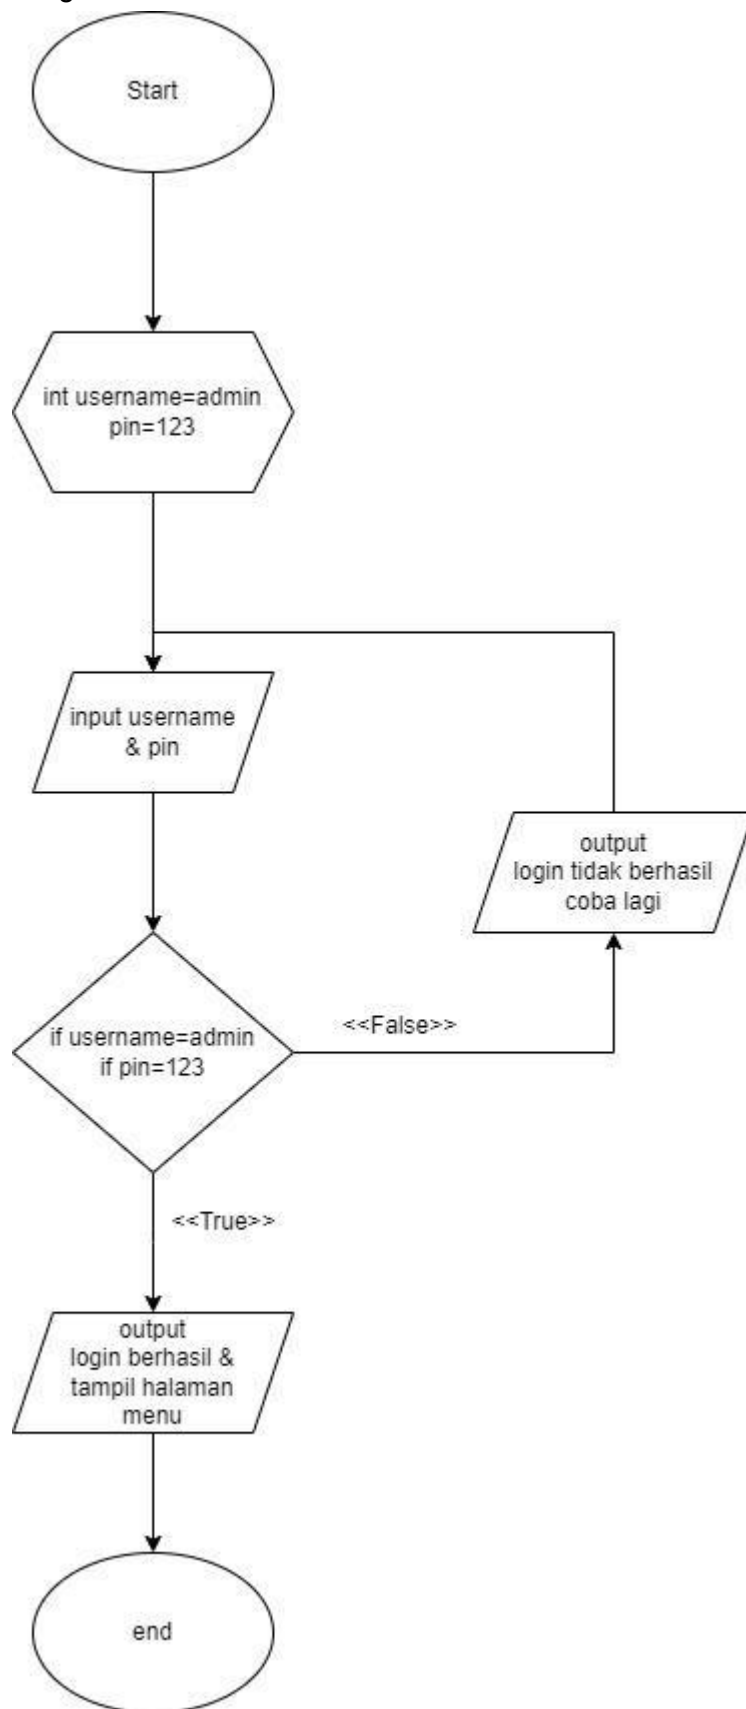 Start
int username=admin
pin=123
input username
& pin
output
login tidak berhasil
coba lagi
if username=admin
if pin=123
<<False>>
<<True>>
output
login berhasil &
tampil halaman
menu
end